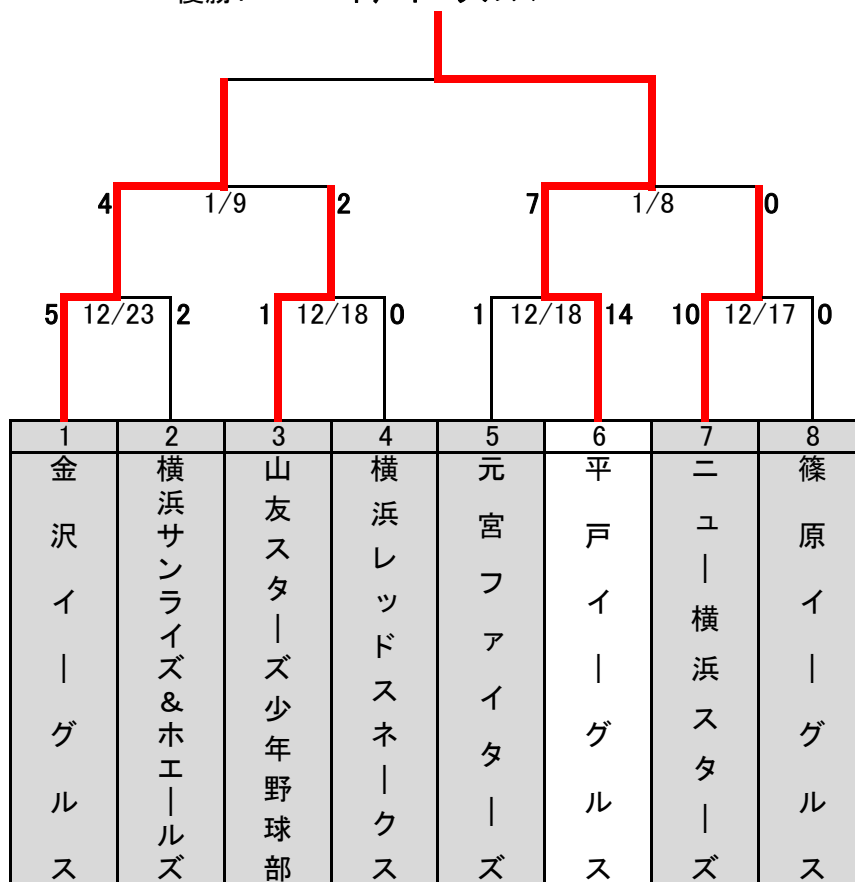 4 1/9 2 7 1/8 0
5 12/23 2 1 12/18 0 1 12/18 14 10 12/17 0
1 2 3 4 5 6 7 8
金沢イーグルス
横浜サンライズ&ホエールズ
山友スターズ少年野球部
横浜レッドスネークス
元宮ファイターズ
平戸イーグルス
ニュー横浜スターズ
篠原イーグルス